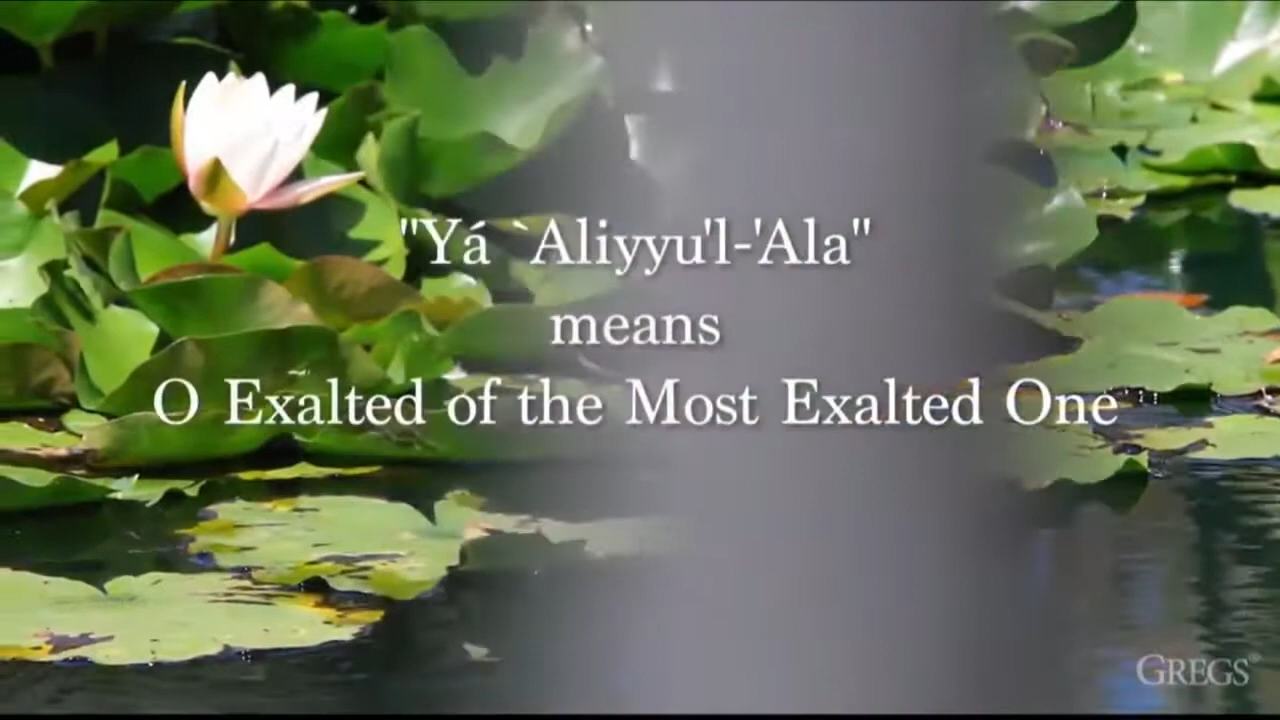 "Yá `Aliyyu'l-'Ala"
means
O Exalted of the Most Exalted One
GREGS®